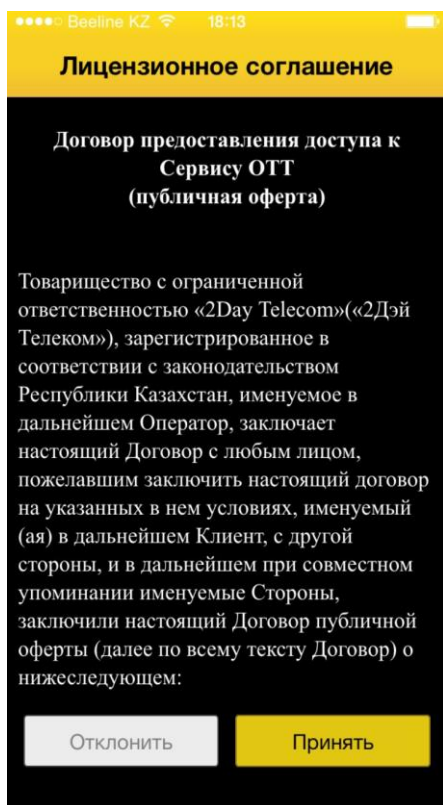 Beeline KZ 18:13
Лицензионное соглашение
Договор предоставления доступа к
Сервису ОТТ
(публичная оферта)
Товарищество с ограниченной
ответственностью «2Day Telecom»(«2Дэй
Телеком»), зарегистрированное в
соответствии с законодательством
Республики Казахстан, именуемое в
дальнейшем Оператор, заключает
настоящий Договор с любым лицом,
пожелавшим заключить настоящий договор
на указанных в нем условиях, именуемый
(ая) в дальнейшем Клиент, с другой
стороны, и в дальнейшем при совместном
упоминании именуемые Стороны,
заключили настоящий Договор публичной
оферты (далее по всему тексту Договор) о
нижеследующем:
Отклонить Принять